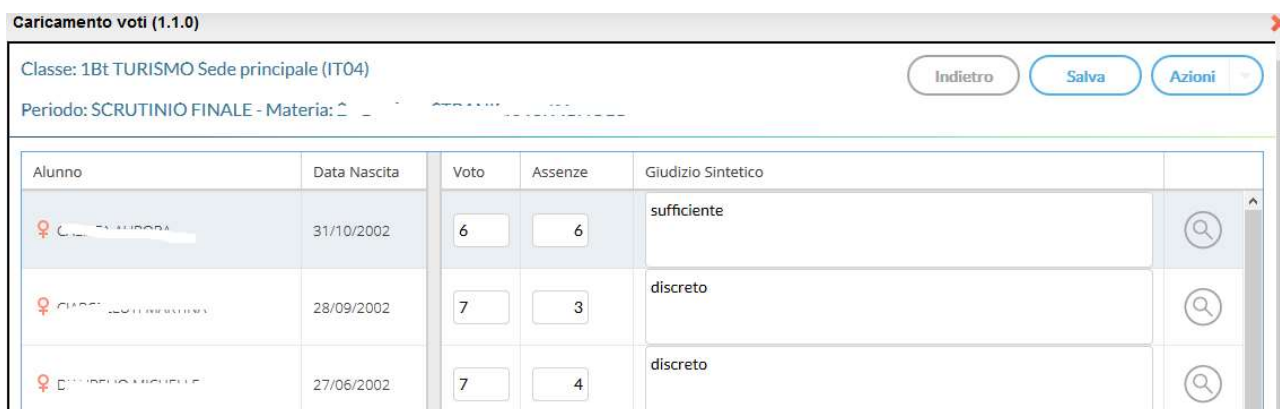 Caricamento voti (1.1.0)
Classe: 1Bt TURISMO Sede principale (IT04)
Indietro Salva Azioni
Periodo: SCRUTINIO FINALE - Materia:
Alunno Data Nascita Voto Assenze Giudizio Sintetico
31/10/2002 6 6 sufficiente
28/09/2002 7 3 discreto
27/06/2002 7 4 discreto